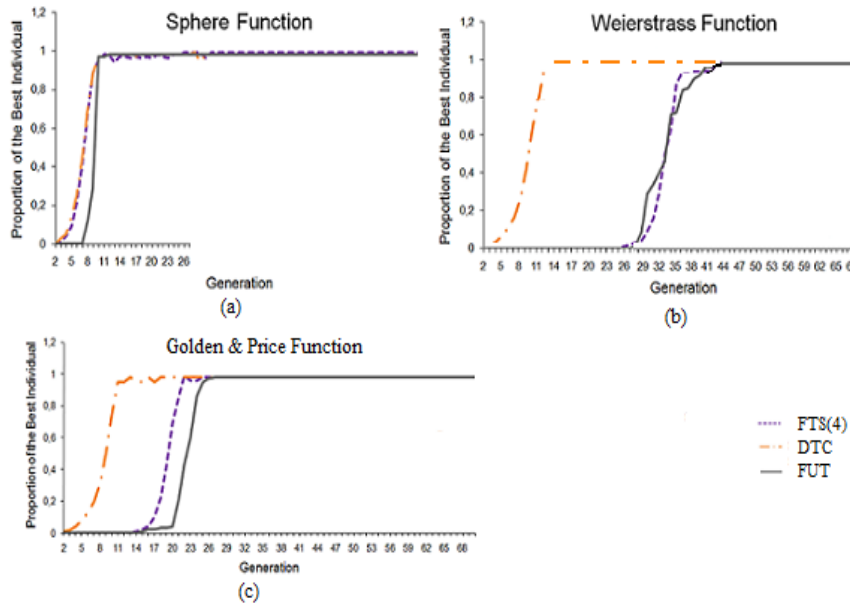 Sphere Function
Proportion of the Best Individual
1,2
1
0,8
0,6
0,4
0,2
0
2 5 8 11 14 17 20 23 26
Generation
(a)
Weierstrass Function
Proportion of the Best Individual
1,2
1
0,8
0,6
0,4
0,2
0
2 5 8 11 14 17 20 23 26 29 32 35 38 41 44 47 50 53 56 59 62 65 68
Generation
(b)
Golden & Price Function
Proportion of the Best Individual
1,2
1
0,8
0,6
0,4
0,2
0
2 5 8 11 14 17 20 23 26 29 32 35 38 41 44 47 50 53 56 59 62 65 68
Generation
(c)
FTS(4)
DTC
FUT